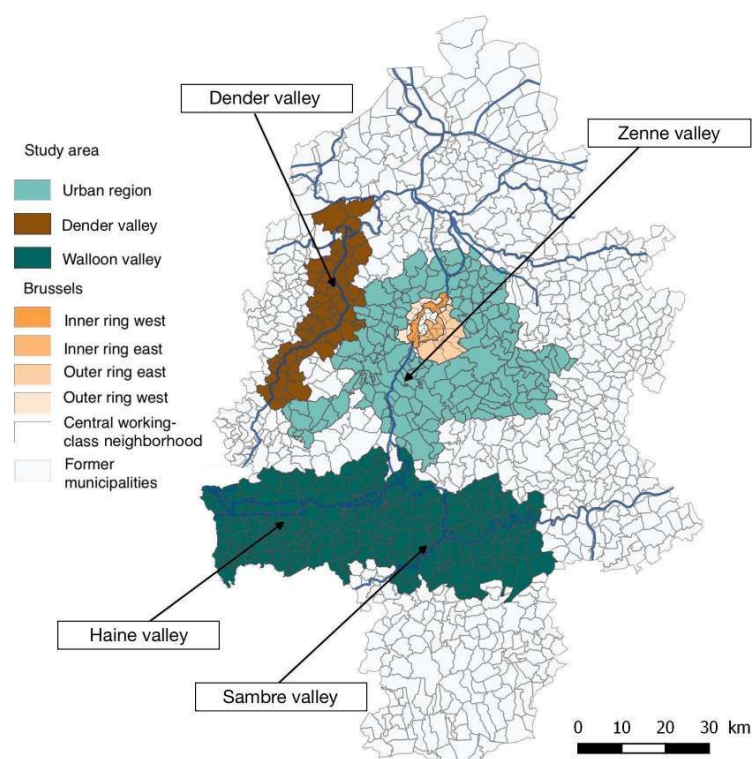 Dender valley
Zenne valley
Study area
Urban region
Dender valley
Walloon valley
Brussels
Inner ring west
Inner ring east
Outer ring east
Outer ring west
Central working-
class neighborhood
Former
municipalities
Haine valley
Sambre valley
0 10 20 30 km